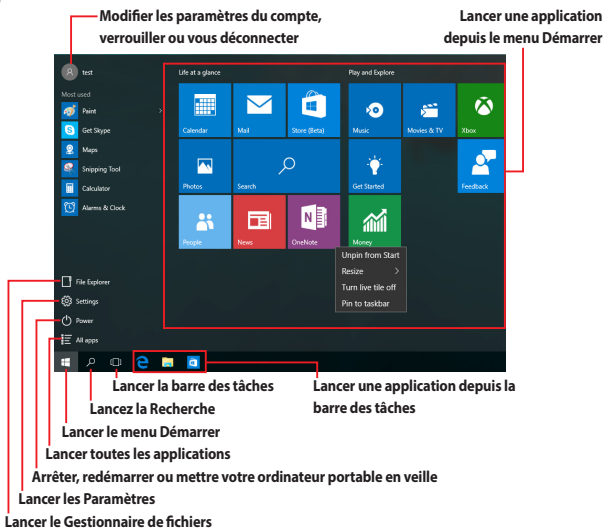 Modifier les paramètres du compte,
verrouiller ou vous déconnecter
Lancer une application
depuis le menu Démarrer
test
Most used
Paint
Get Skype
Maps
Snipping Tool
Calculator
Alarms & Clock
File Explorer
Settings
Power
All apps
Life at a glance
Play and Explore
Calendar
Mail
Store (Beta)
Music
Movies & TV
Xbox
Photos
Search
Get Started
Feedback
People
News
OneNote
Money
Unpin from Start
Resize
Turn live tile off
Pin to taskbar
Lancer la barre des tâches
Lancer une application depuis la
barre des tâches
Lancez la Recherche
Lancer le menu Démarrer
Lancer toutes les applications
Arrêter, redémarrer ou mettre votre ordinateur portable en veille
Lancer les Paramètres
Lancer le Gestionnaire de fichiers